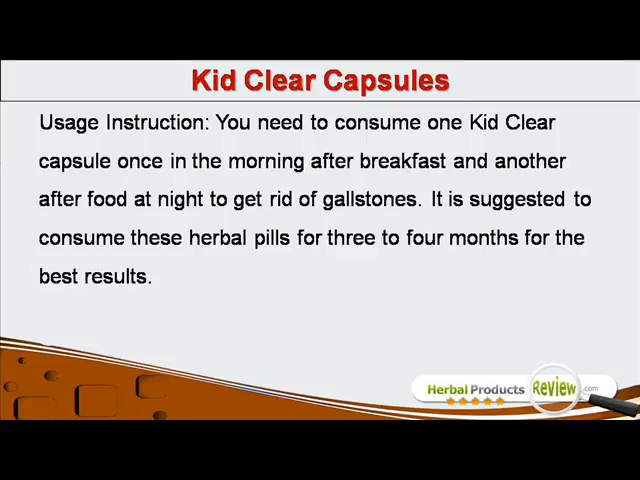 Kid Clear Capsules
Usage Instruction: You need to consume one Kid Clear
capsule once in the morning after breakfast and another
after food at night to get rid of gallstones. It is suggested to
consume these herbal pills for three to four months for the
best results.
Herbal Products Review.com